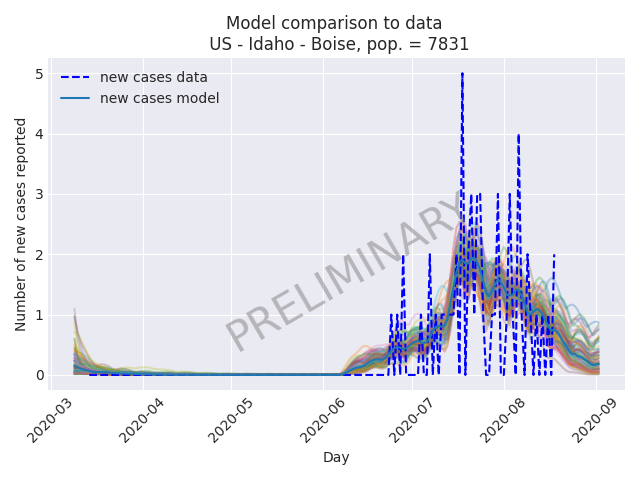 Model comparison to data
US - Idaho - Boise, pop. = 7831
new cases data
new cases model
PRELIMINARY
Number of new cases reported
5
4
3
2
1
0
2020-03
2020-04
2020-05
2020-06
2020-07
2020-08
2020-09
Day